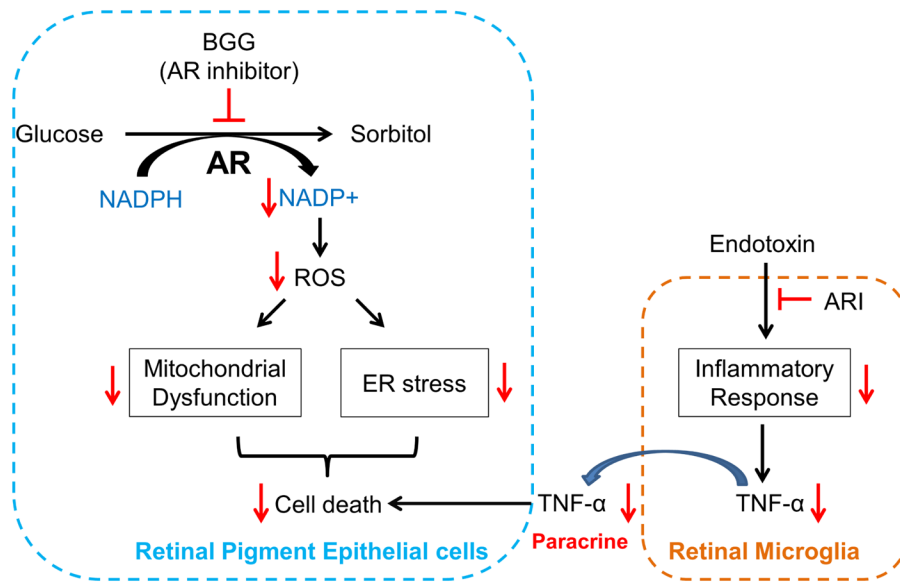 BGG
(AR inhibitor)
Glucose
Sorbitol
AR
NADPH
NADP+
ROS
Mitochondrial
Dysfunction
ER stress
Cell death
Retinal Pigment Epithelial cells
TNF-α
Paracrine
Endotoxin
ARI
Inflammatory
Response
TNF-α
Retinal Microglia